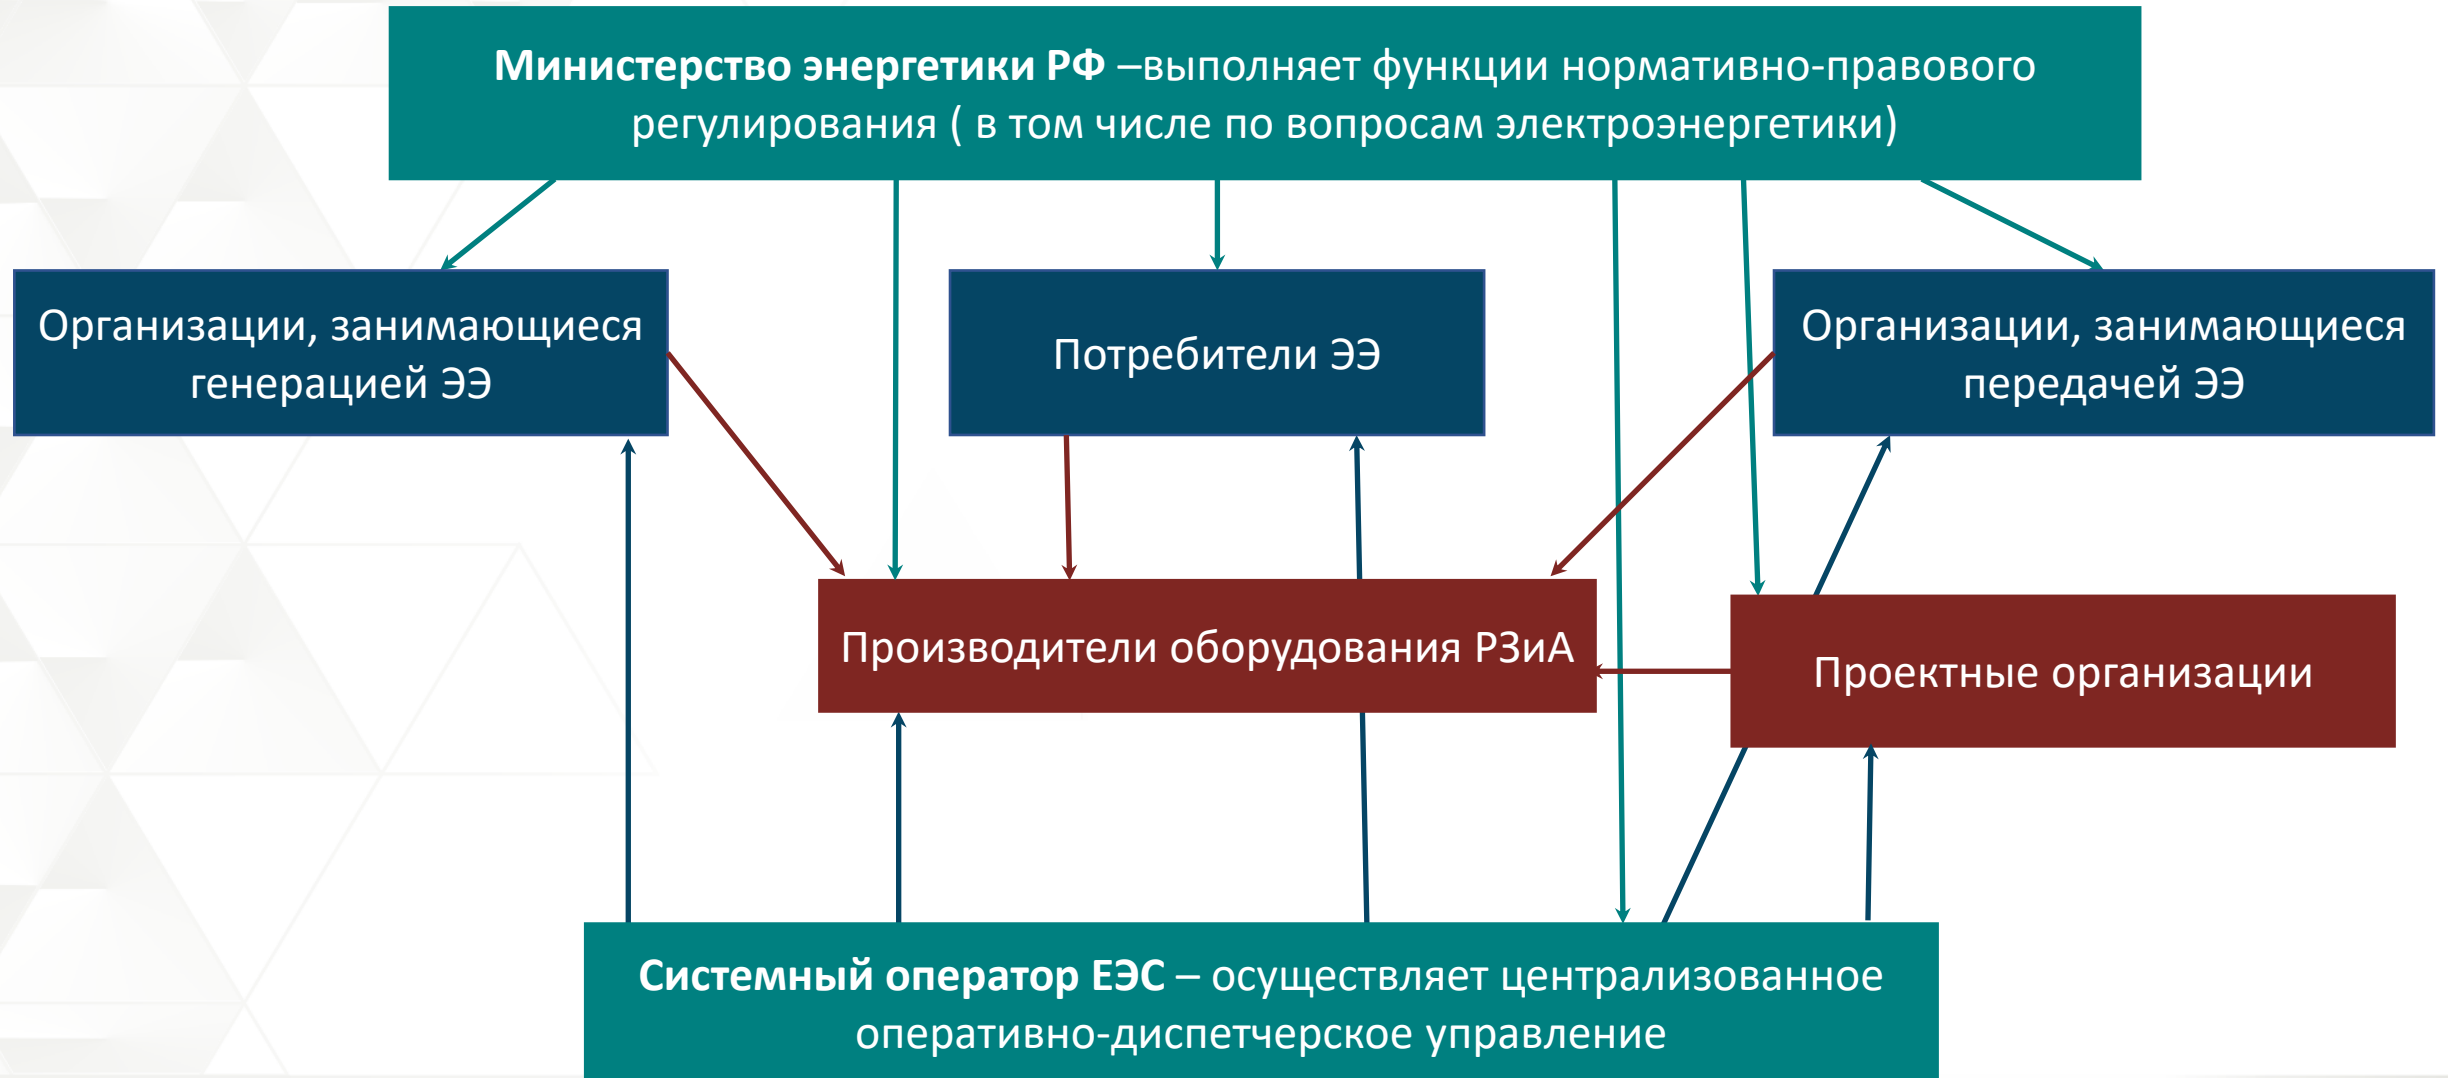 Министерство энергетики РФ –выполняет функции нормативно-правового
регулирования ( в том числе по вопросам электроэнергетики)
Организации, занимающиеся
генерацией ЭЭ
Потребители ЭЭ
Организации, занимающиеся
передачей ЭЭ
Производители оборудования РЗиА
Проектные организации
Системный оператор ЕЭС – осуществляет централизованное
оперативно-диспетчерское управление